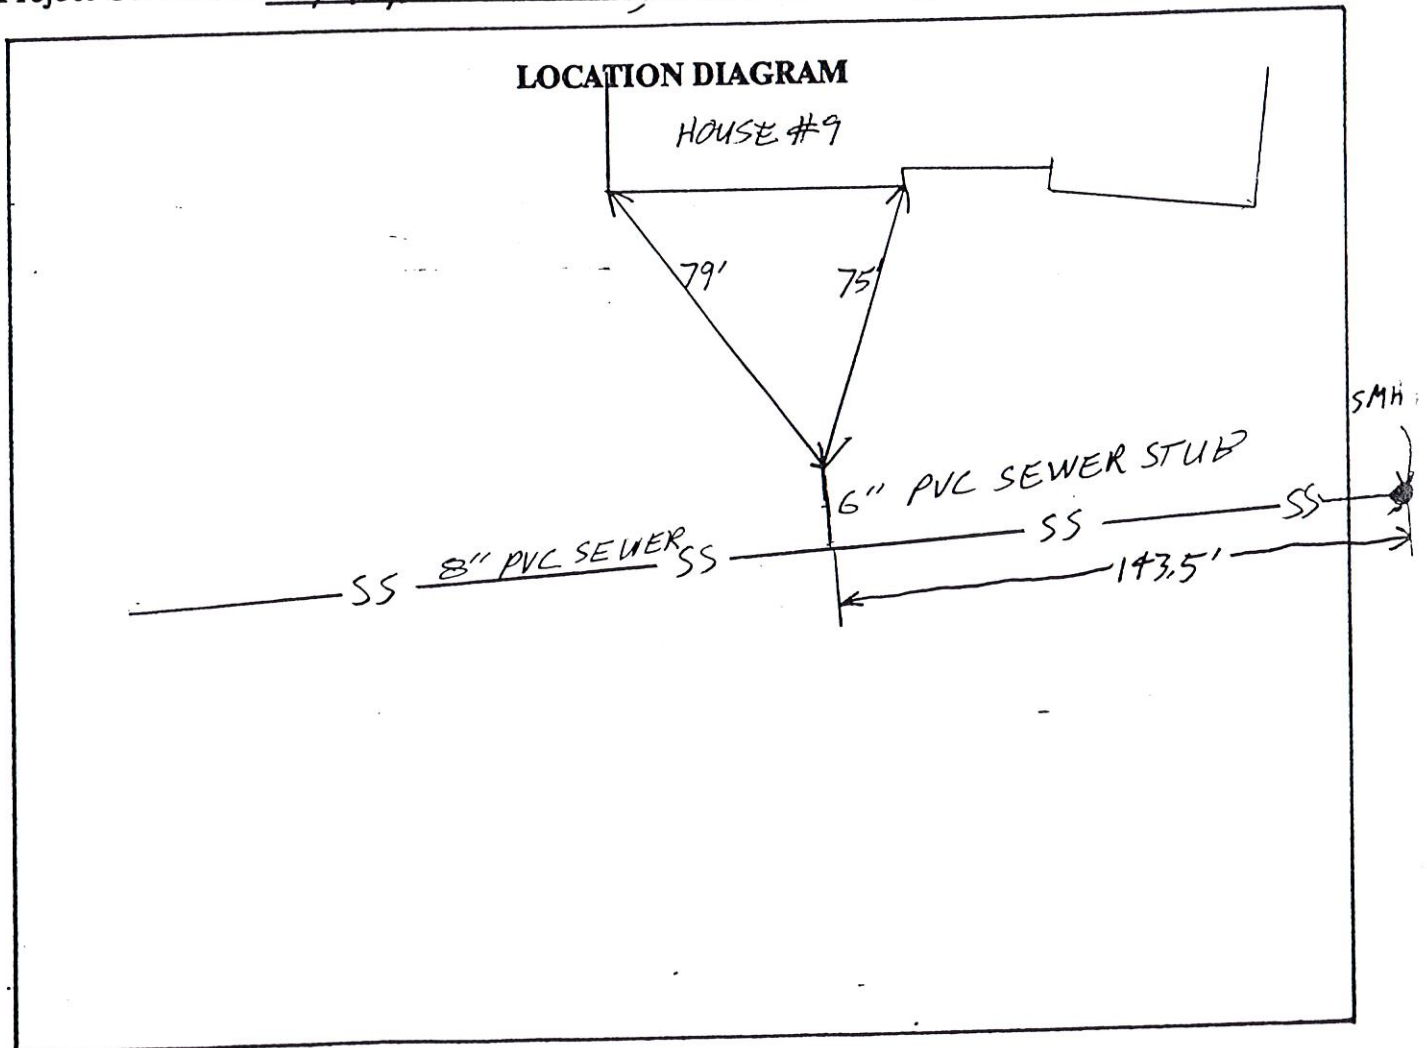 LOCATION DIAGRAM
HOUSE #9
79'
75'
SMH
6" PVC SEWER STUB
SS
SS
8" PVC SEWER
SS
SS
143.5'